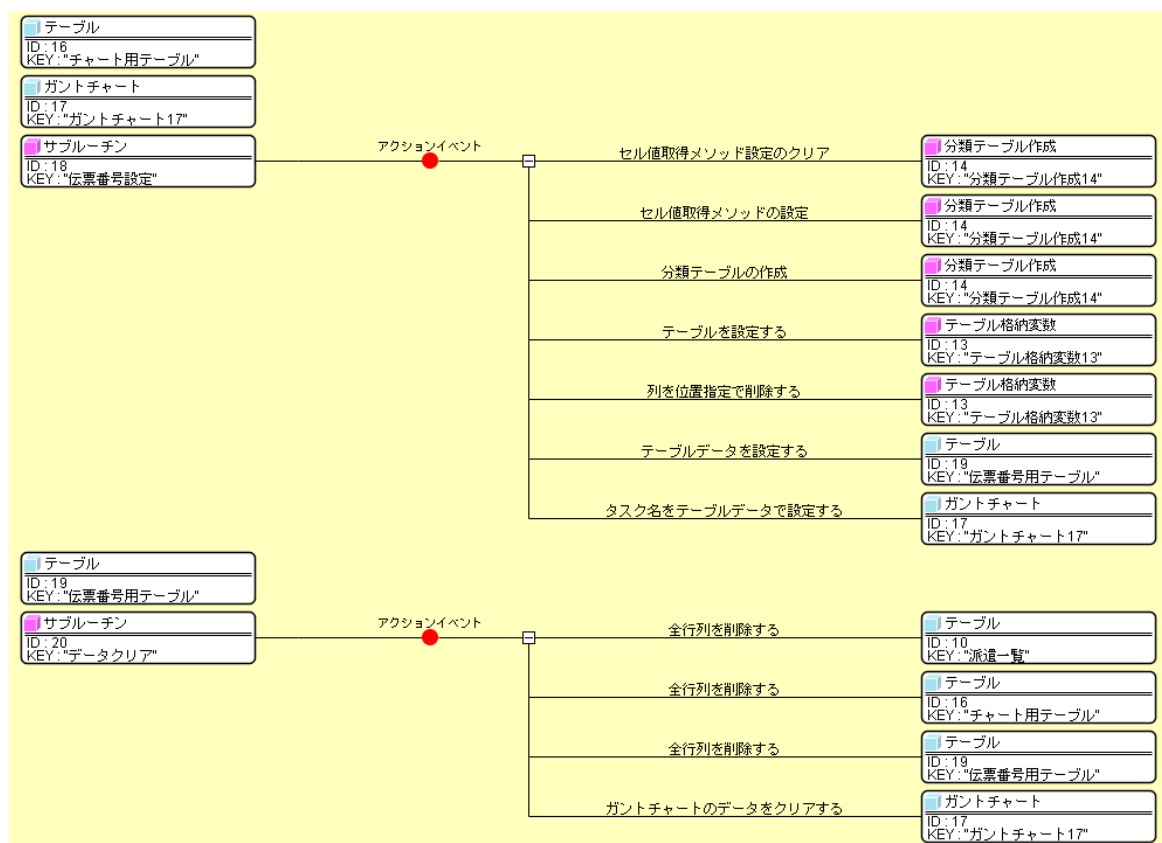 テーブル
ID : 16
KEY : "チャート用テーブル"
ガントチャート
ID : 17
KEY : "ガントチャート17"
サブルーチン
ID : 18
KEY : "伝票番号設定"
アクションイベント
セル値取得メソッド設定のクリア
分類テーブル作成
ID : 14
KEY : "分類テーブル作成14"
セル値取得メソッドの設定
分類テーブル作成
ID : 14
KEY : "分類テーブル作成14"
分類テーブルの作成
分類テーブル作成
ID : 14
KEY : "分類テーブル作成14"
テーブルを設定する
テーブル格納変数
ID : 13
KEY : "テーブル格納変数13"
列を位置指定で削除する
テーブル格納変数
ID : 13
KEY : "テーブル格納変数13"
テーブルデータを設定する
テーブル
ID : 19
KEY : "伝票番号用テーブル"
タスク名をテーブルデータで設定する
ガントチャート
ID : 17
KEY : "ガントチャート17"
テーブル
ID : 19
KEY : "伝票番号用テーブル"
サブルーチン
ID : 20
KEY : "データクリア"
アクションイベント
全行列を削除する
テーブル
ID : 10
KEY : "派遣一覧"
全行列を削除する
テーブル
ID : 16
KEY : "チャート用テーブル"
全行列を削除する
テーブル
ID : 19
KEY : "伝票番号用テーブル"
ガントチャートのデータをクリアする
ガントチャート
ID : 17
KEY : "ガントチャート17"